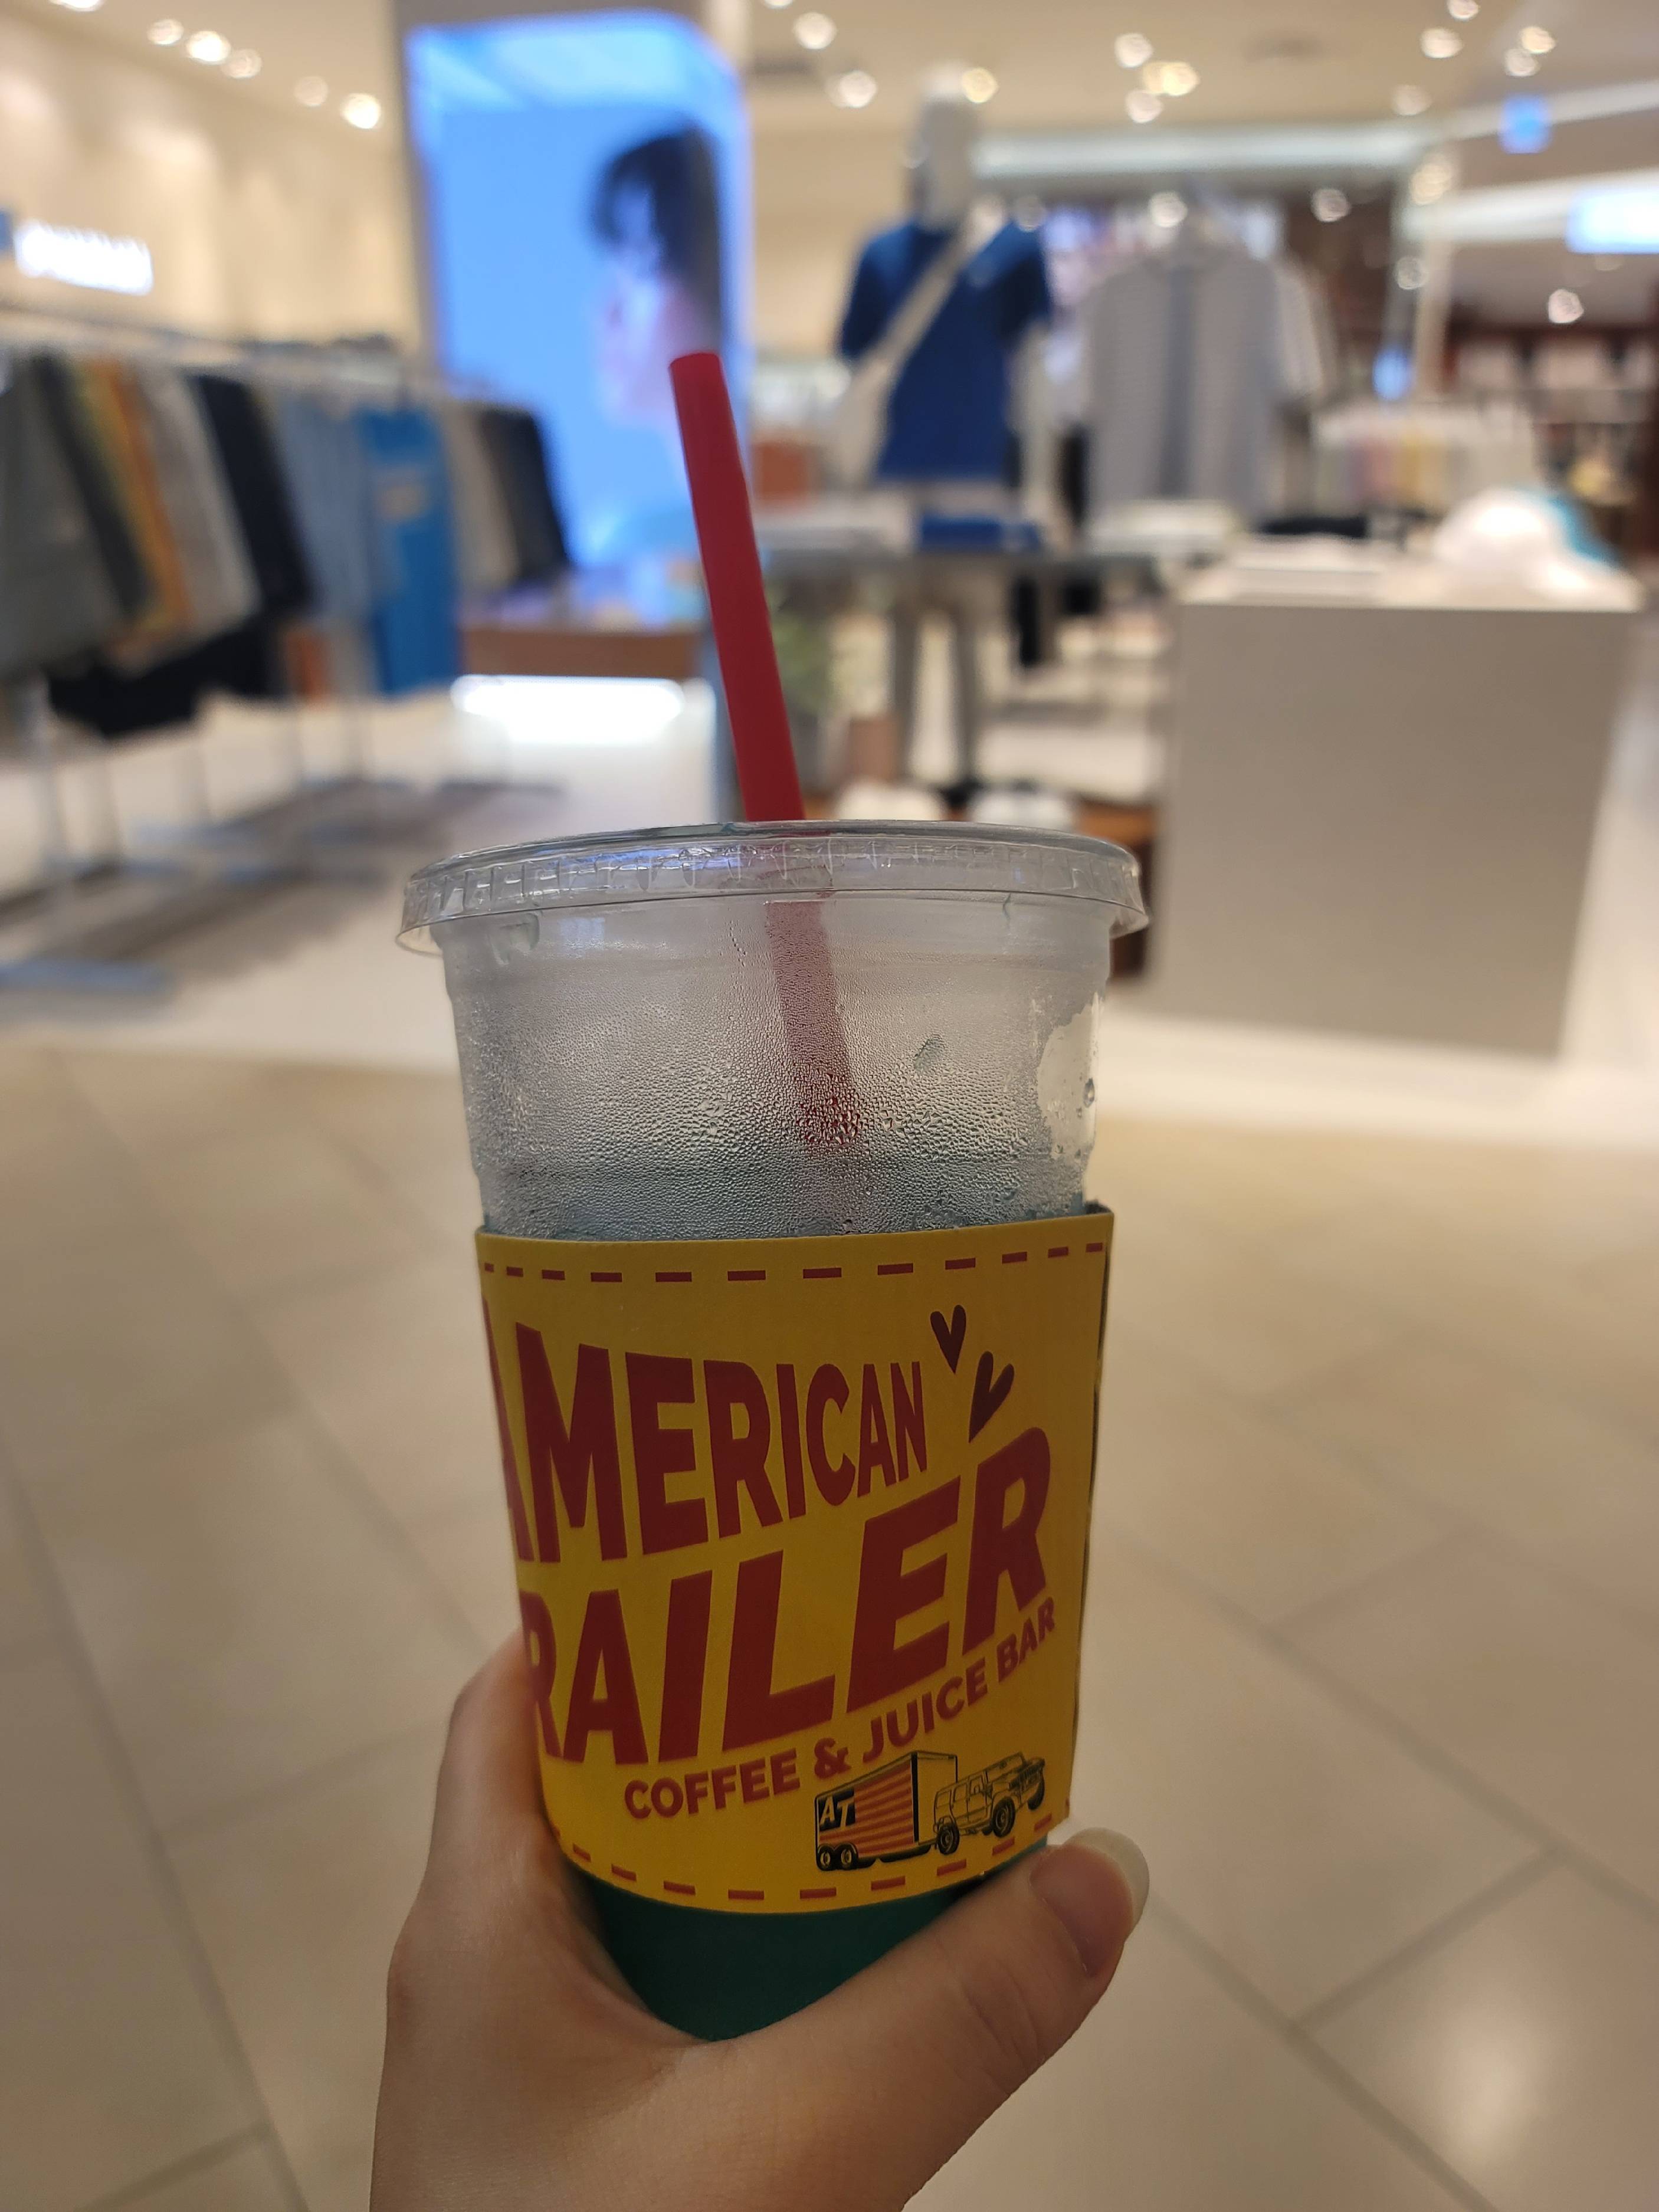 AMERICAN
RAILER
COFFEE & JUICE BAR
AT